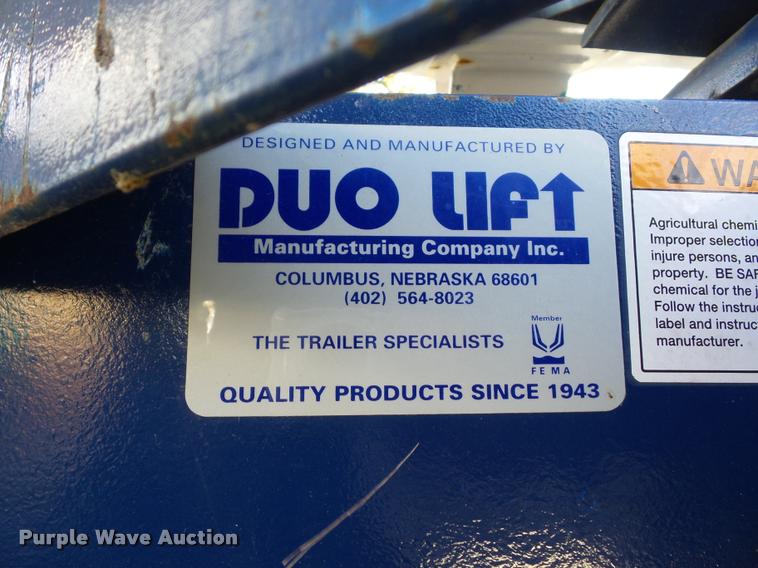 DESIGNED AND MANUFACTURED BY
DUO LIFT
Manufacturing Company Inc.
COLUMBUS, NEBRASKA 68601
(402) 564-8023
Member
THE TRAILER SPECIALISTS
FEMA
QUALITY PRODUCTS SINCE 1943
WA
Agricultural chemi
Improper selection
injure persons, an
property. BE SAF
chemical for the j
Follow the instruc
label and instruct
manufacturer.
Purple Wave Auction